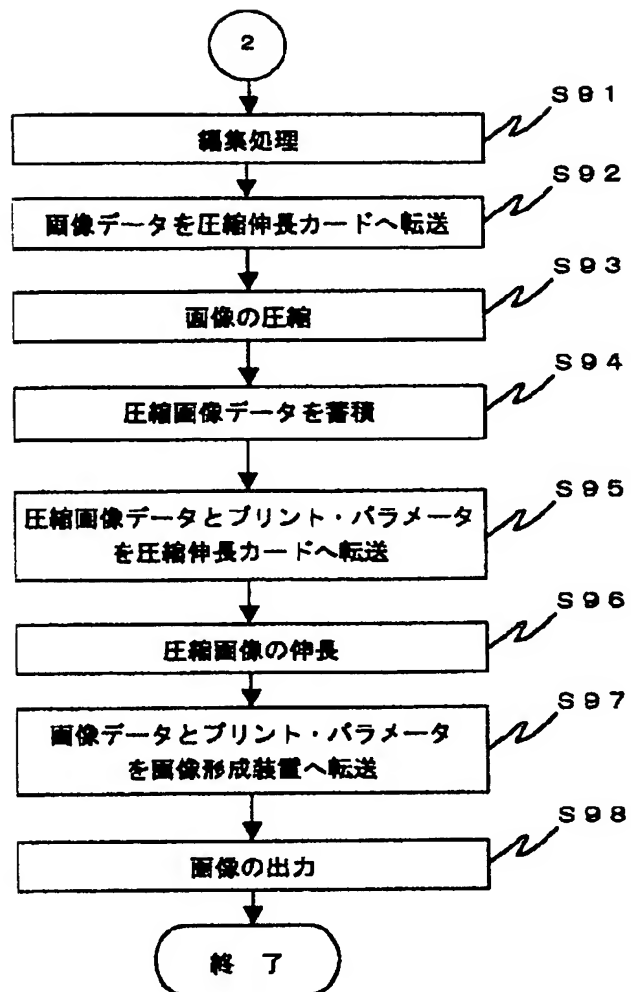 2
S91
編集処理
S92
画像データを圧縮伸長カードへ転送
S93
画像の圧縮
S94
圧縮画像データを蓄積
S95
圧縮画像データとプリント・パラメータ
を圧縮伸長カードへ転送
S96
圧縮画像の伸長
S97
画像データとプリント・パラメータ
を画像形成装置へ転送
S98
画像の出力
終 了